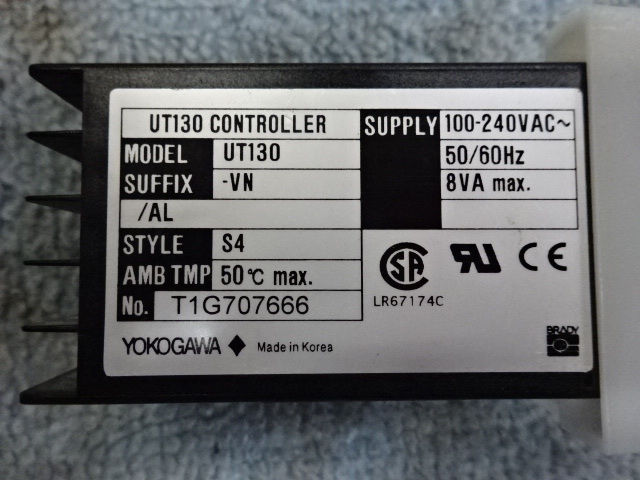 UT130 CONTROLLER
MODEL UT130
SUFFIX -VN
/AL
STYLE S4
AMB TMP 50°C max.
No. T1G707666
SUPPLY 100-240VAC~
50/60Hz
8VA max.
LR67174C
YOKOGAWA ◆ Made in Korea
BRADY